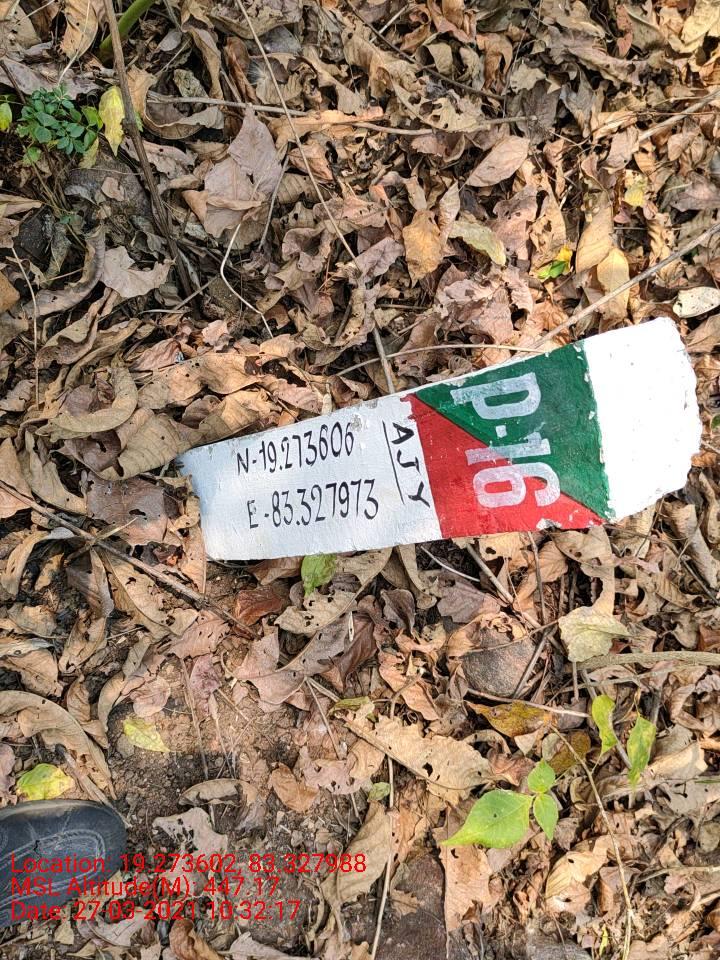 N-19.273606
E-83.327973
AJY
P-16
Location: 19.273602, 83.327988
MSL Altitude(M): 447.17
Date: 27-03-2021 10:32:17